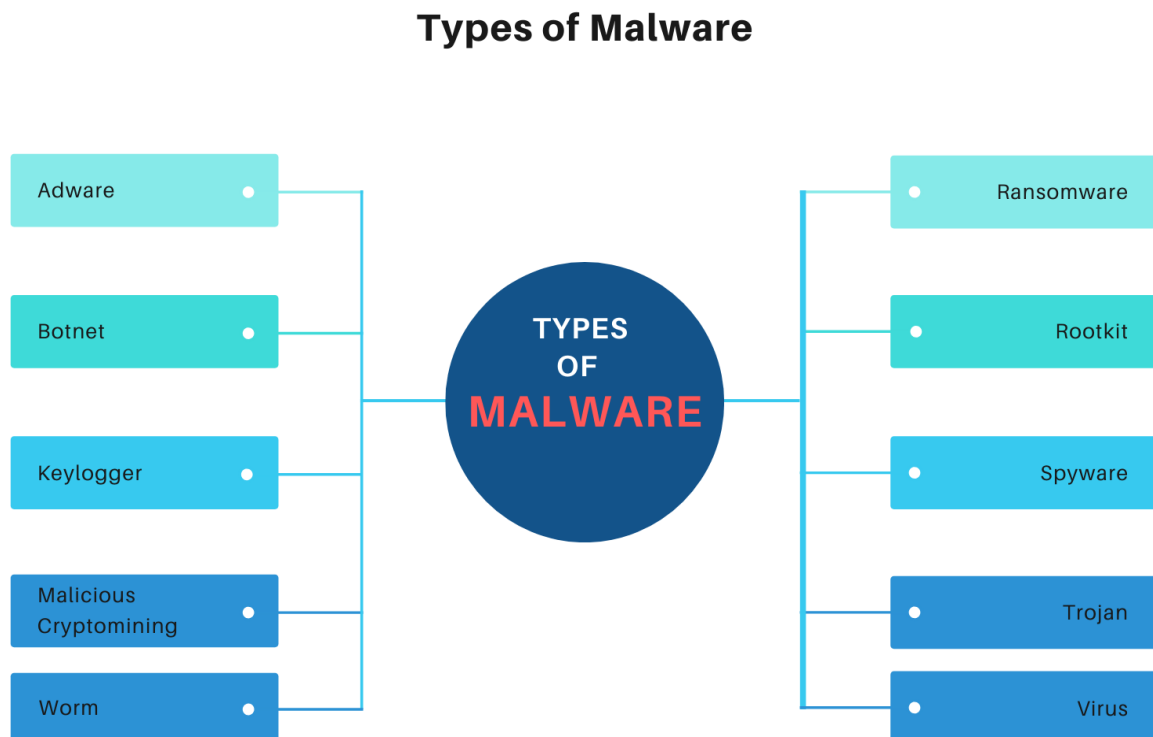 Types of Malware
Adware
Botnet
Keylogger
Malicious
Cryptomining
Worm
TYPES
OF
MALWARE
Ransomware
Rootkit
Spyware
Trojan
Virus